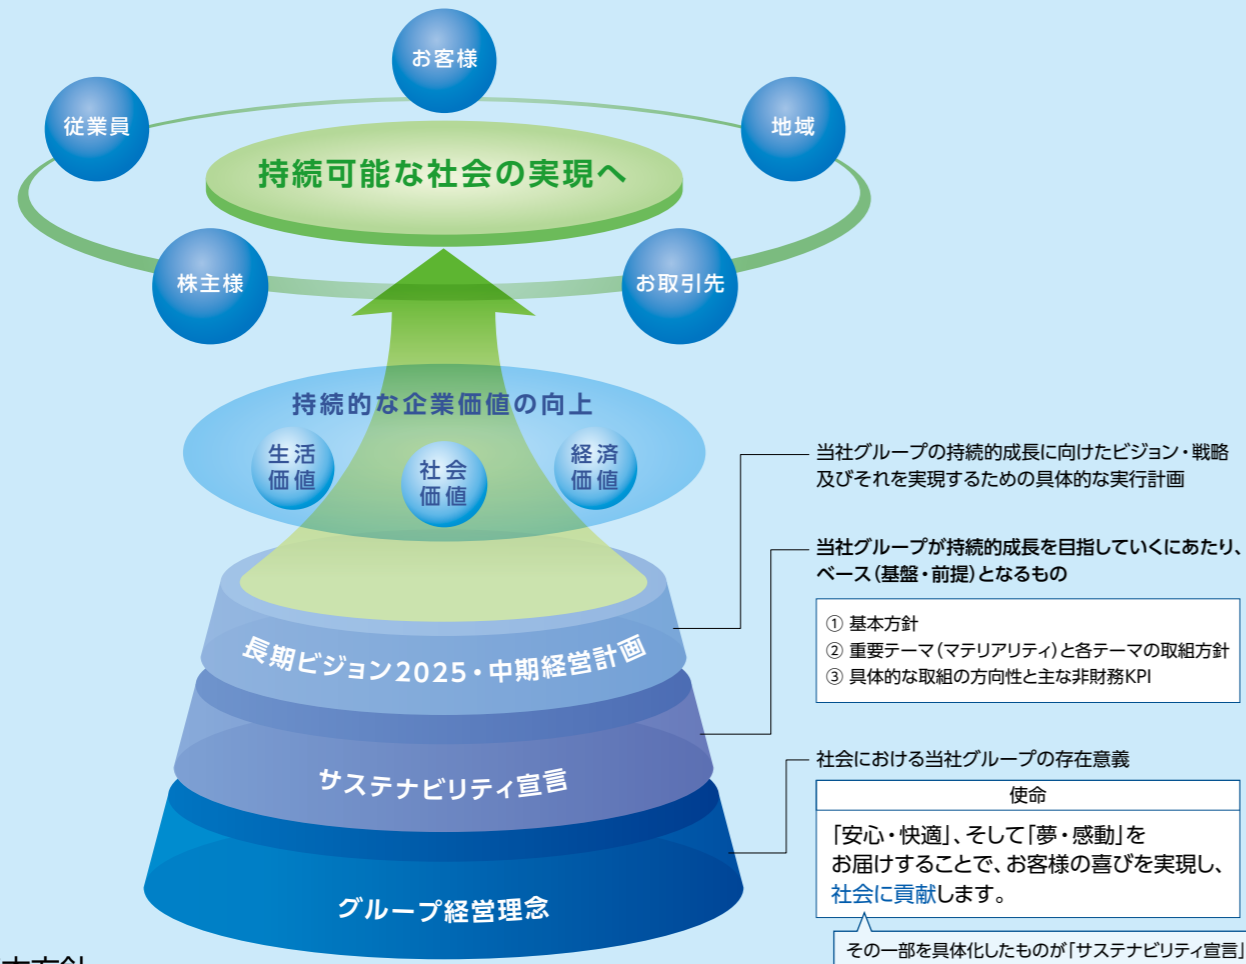 お客様
従業員
地域
持続可能な社会の実現へ
株主様
お取引先
持続的な企業価値の向上
生活
価値
社会
価値
経済
価値
長期ビジョン2025・中期経営計画
サステナビリティ宣言
グループ経営理念
当社グループの持続的成長に向けたビジョン・戦略
及びそれを実現するための具体的な実行計画
当社グループが持続的成長を目指していくにあたり、
ベース(基盤・前提)となるもの
① 基本方針
② 重要テーマ(マテリアリティ)と各テーマの取組方針
③ 具体的な取組の方向性と主な非財務KPI
社会における当社グループの存在意義
使命
「安心・快適」、そして「夢・感動」を
お届けすることで、お客様の喜びを実現し、
社会に貢献します。
その一部を具体化したものが「サステナビリティ宣言」